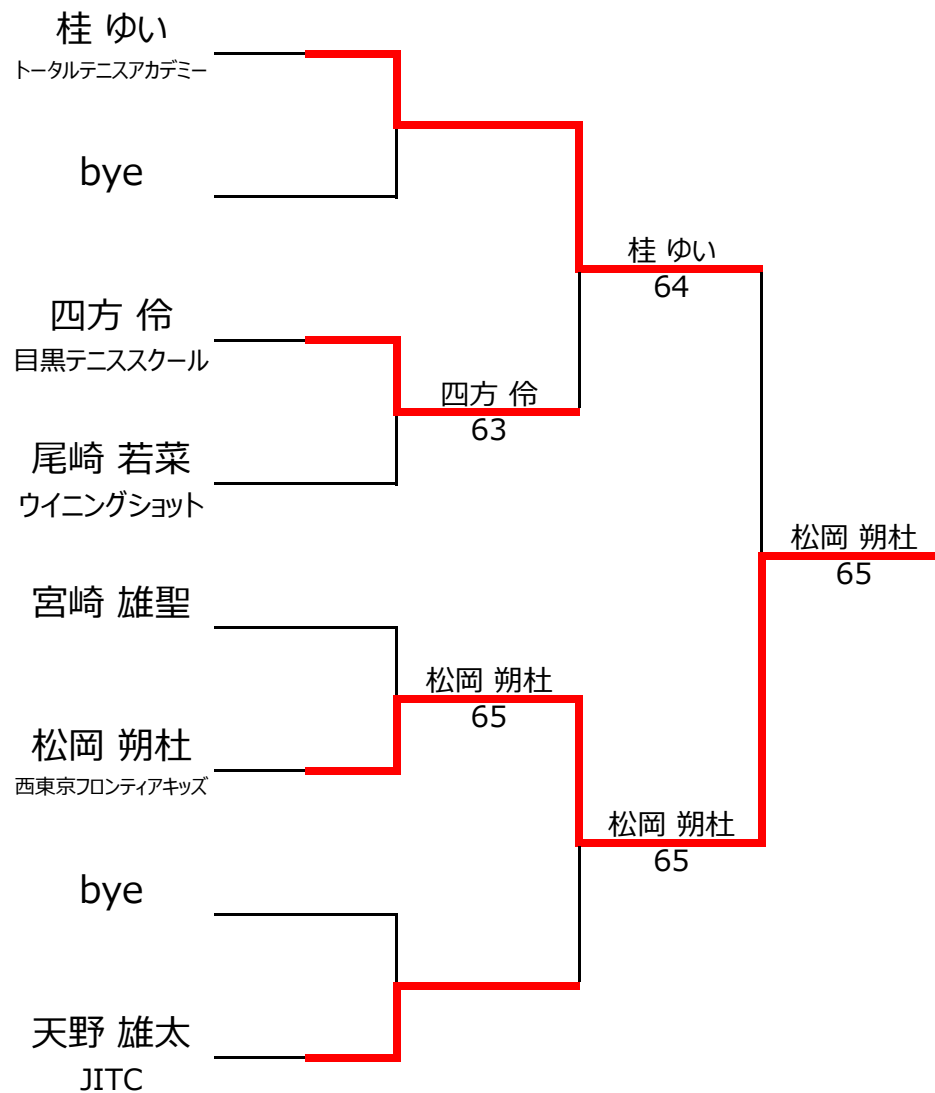 桂 ゆい
トータルテニスアカデミー
bye
桂 ゆい
64
四方 伶
目黒テニススクール
四方 伶
63
尾崎 若菜
ウイニングショット
松岡 朔杜
65
宮崎 雄聖
松岡 朔杜
65
松岡 朔杜
西東京フロンティアキッズ
松岡 朔杜
65
bye
天野 雄太
JITC